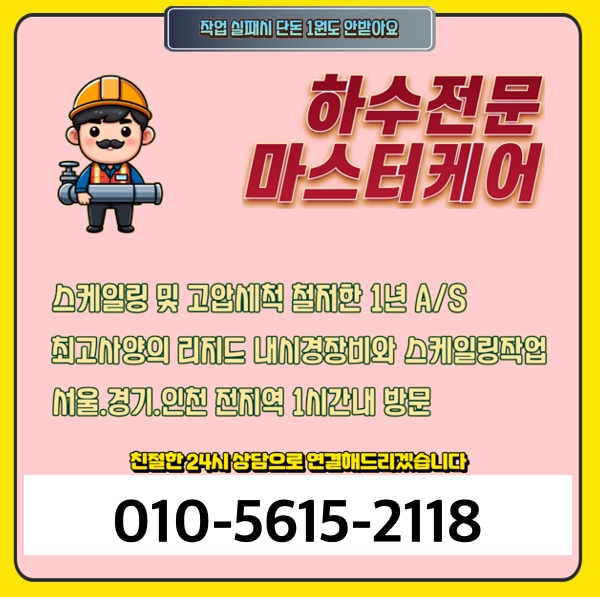 작업 실패시 단돈 1원도 안받아요
하수전문
마스터케어
스케일링 및 고압세척 철저한 1년 A/S
최고사양의 리지드 내시경장비와 스케일링작업
서울.경기.인천 전지역 1시간내 방문
친절한 24시 상담으로 연결해드리겠습니다
010-5615-2118